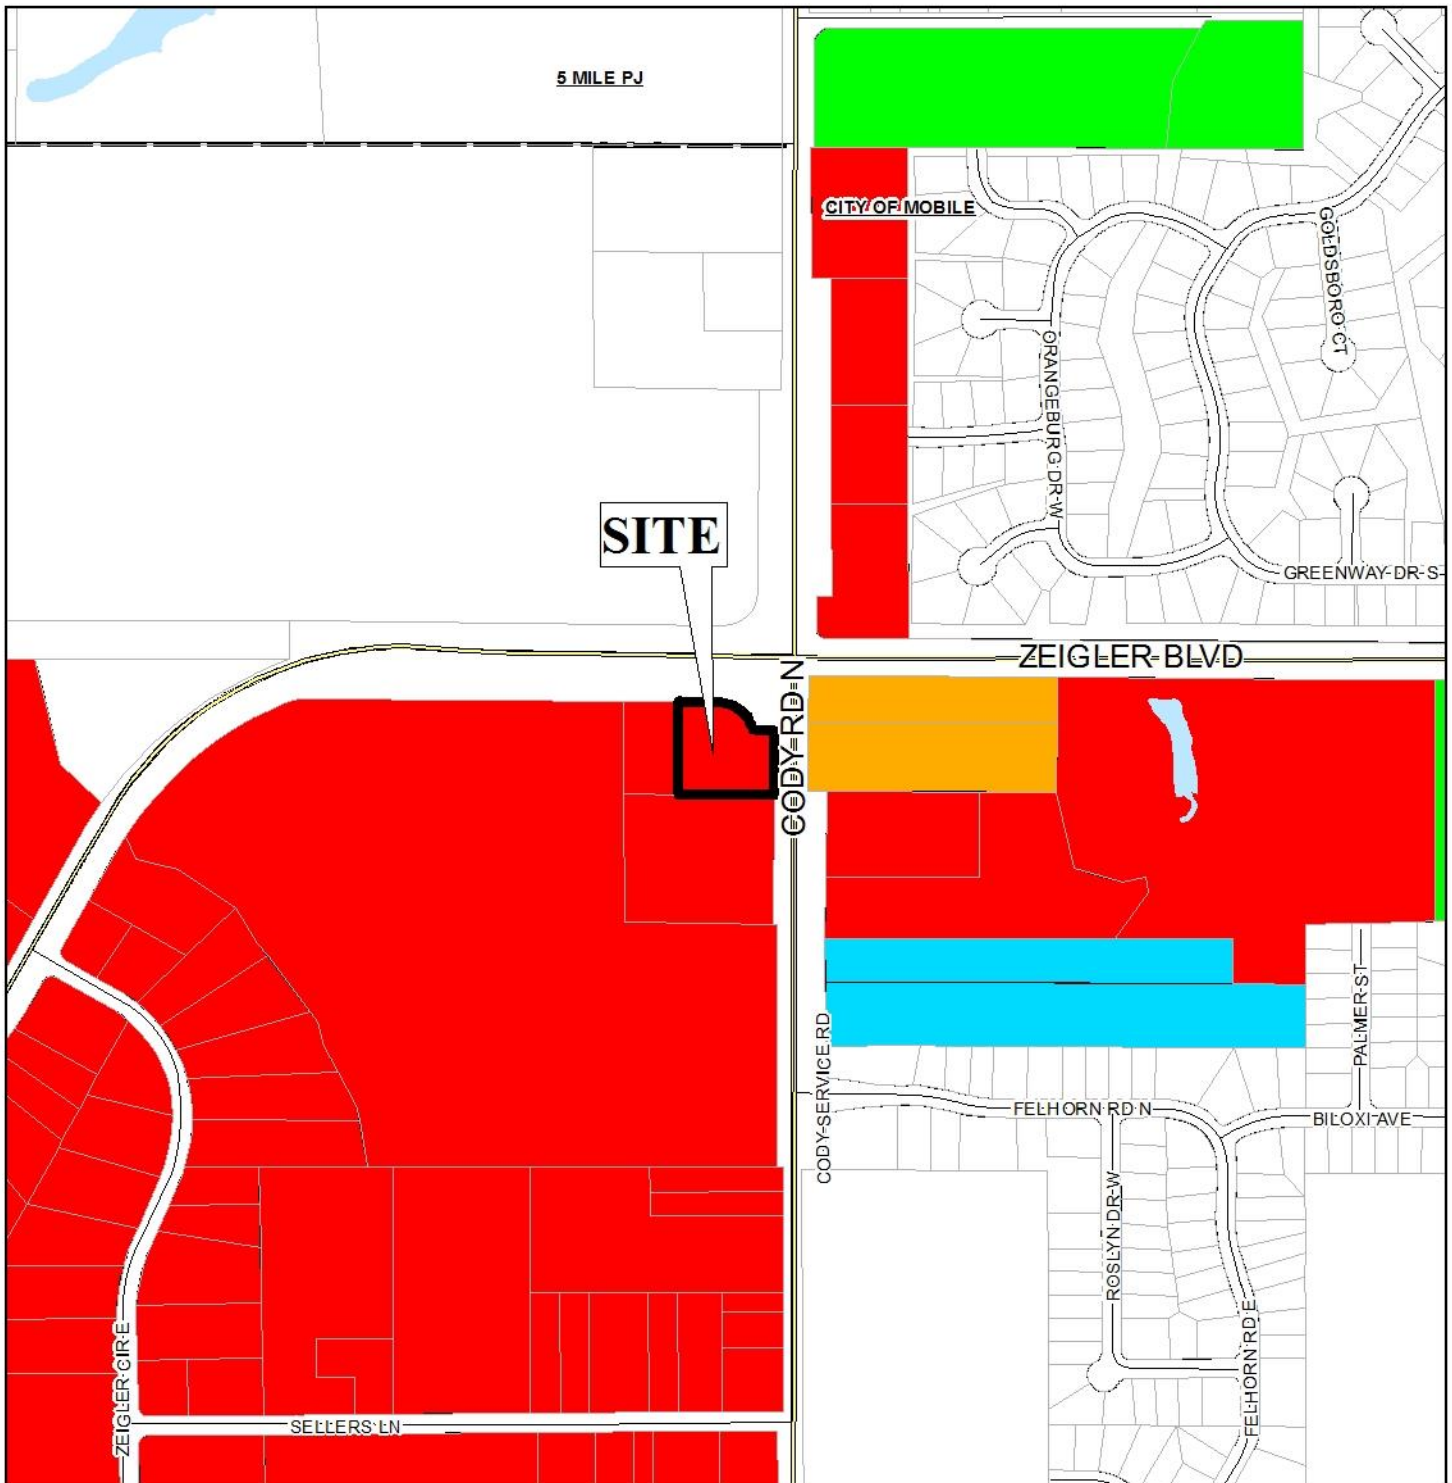 5 MILE PJ
CITY OF MOBILE
GOLDSBORO CT
ORANGEBURG DR W
SITE
GREENWAY DR S
ZEIGLER BLVD
CODY RD N
CODY SERVICE RD
PALMER ST
FELHORN RD N
BILOXI AVE
ROSLYN DR W
FELHORN RD E
ZEIGLER CIR E
SELLERS LN